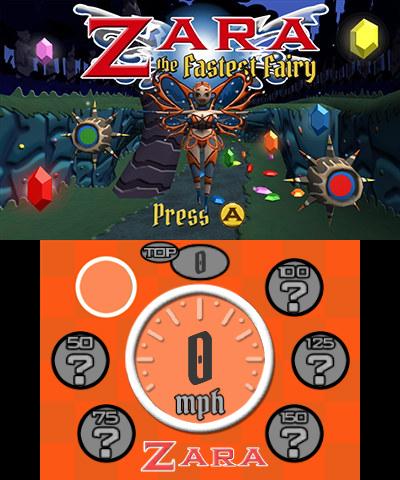 ZARA
the Fastest Fairy
Press A
TOP 0
100 ?
50 ?
125 ?
0
mph
75 ?
150 ?
ZARA